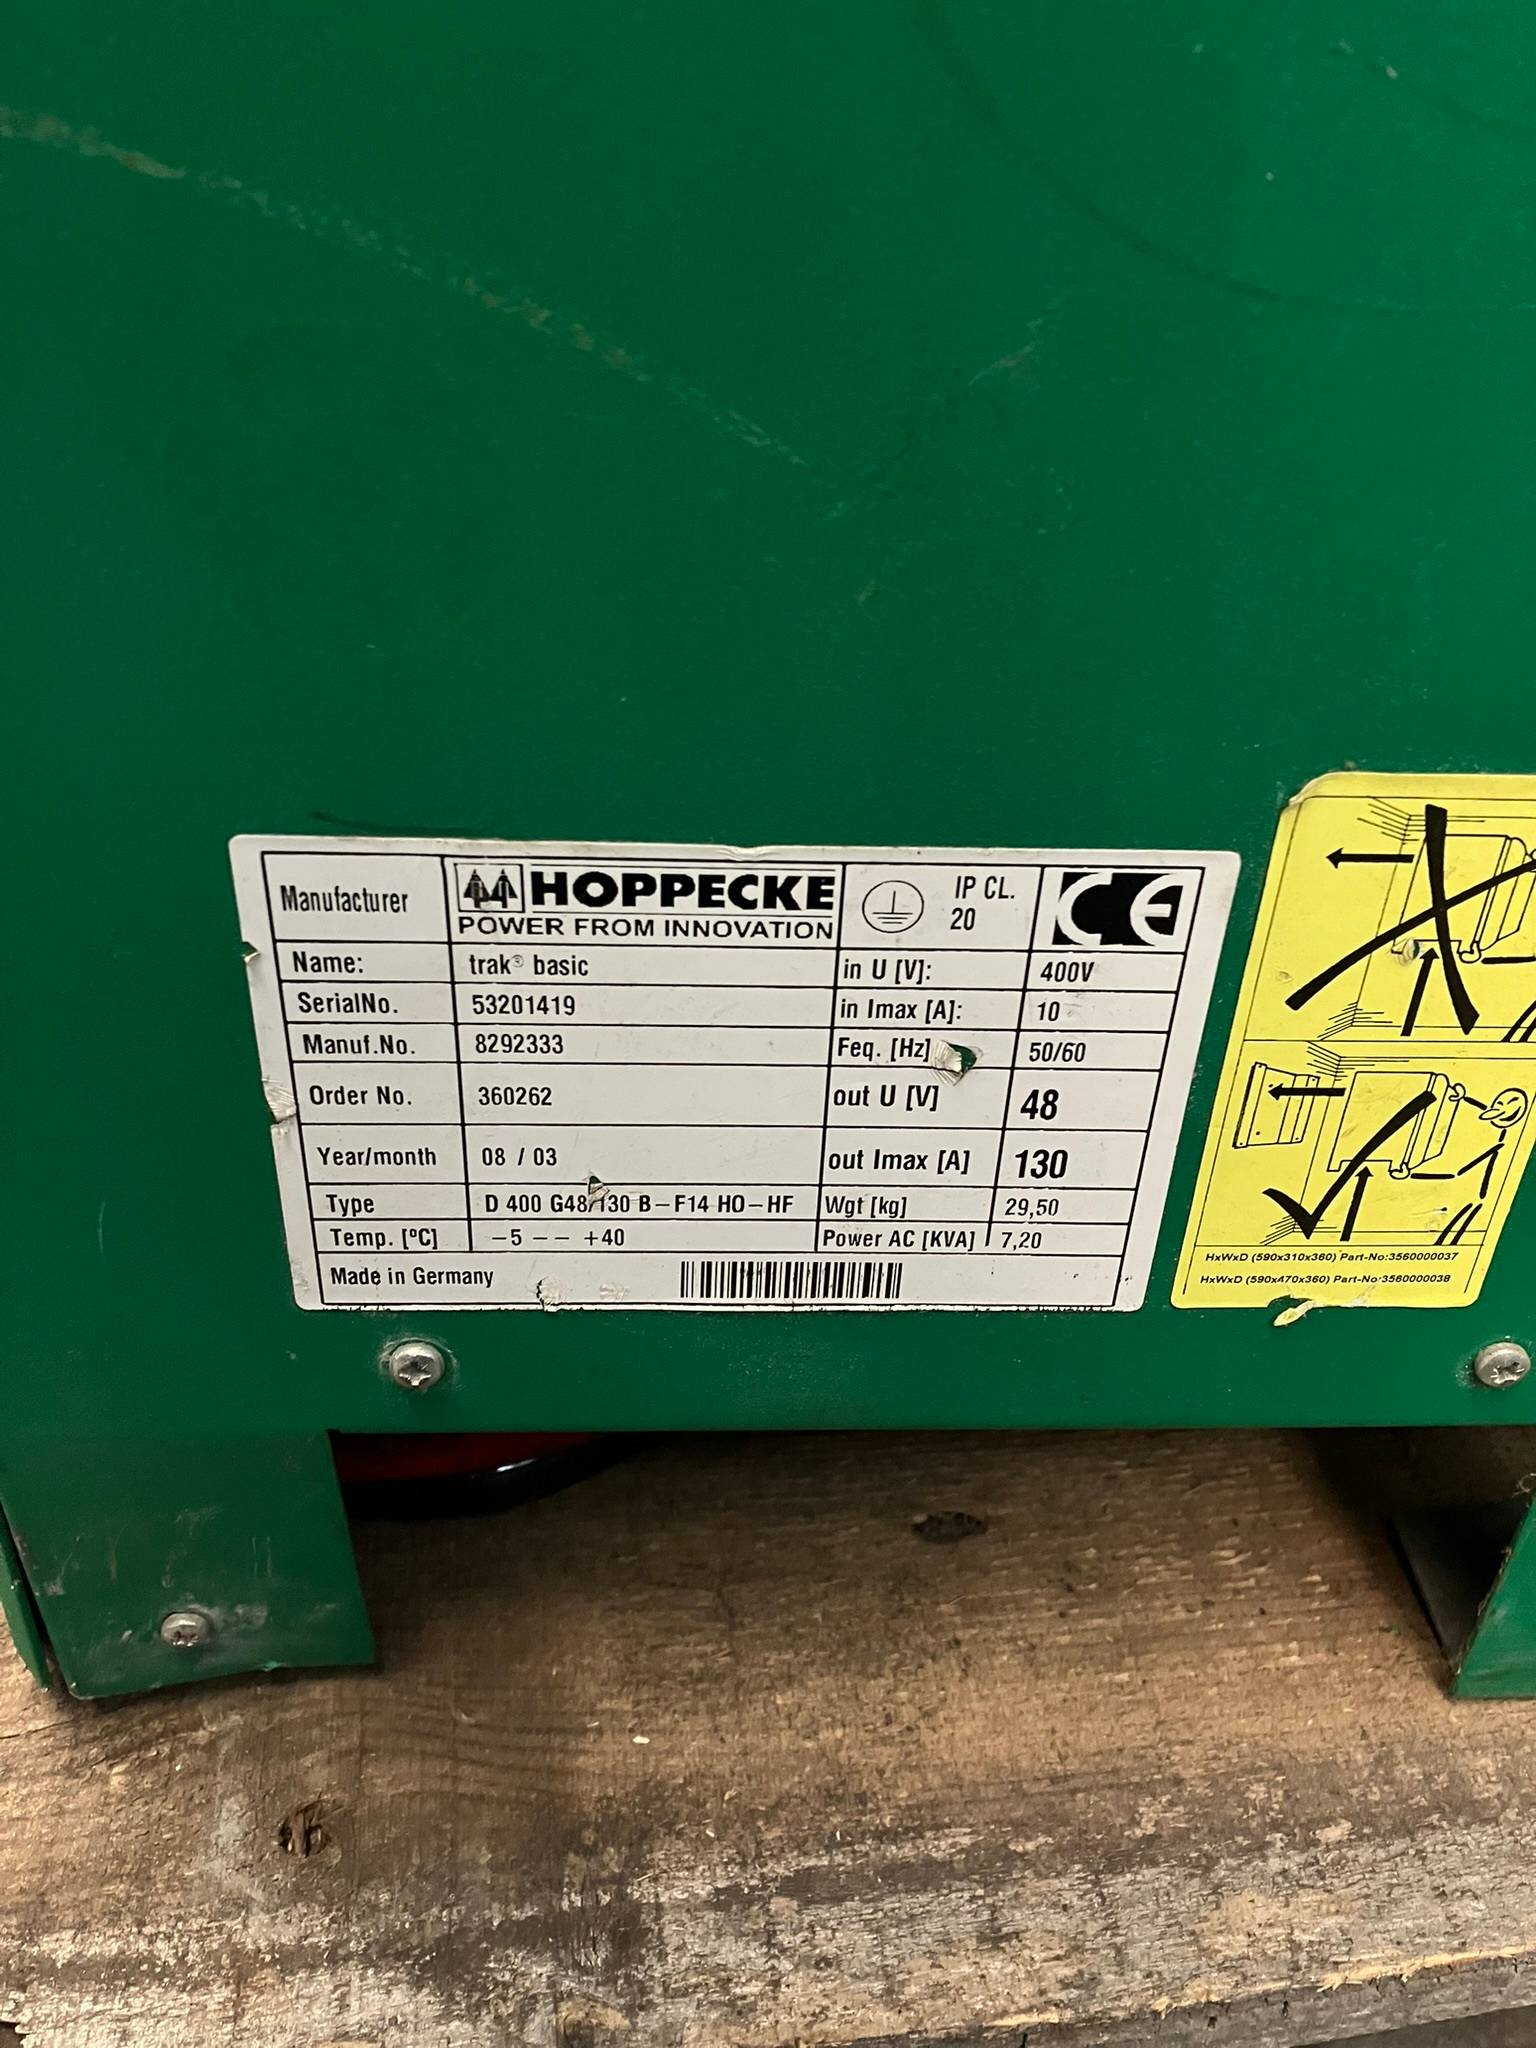 Manufacturer HOPPECKE IP CL. CE
POWER FROM INNOVATION 20
Name: trak® basic in U [V]: 400V
SerialNo. 53201419 in Imax [A]: 10
Manuf.No. 8292333 Feq. [Hz] 50/60
Order No. 360262 out U [V] 48
Year/month 08 / 03 out Imax [A] 130
Type D 400 G48/130 B-F14 HO-HF Wgt [kg] 29,50
Temp. [ºC] -5 -- +40 Power AC [KVA] 7,20
Made in Germany
HxWxD (590x310x360) Part-No:3560000037
HxWxD (590x470x360) Part-No:3560000038